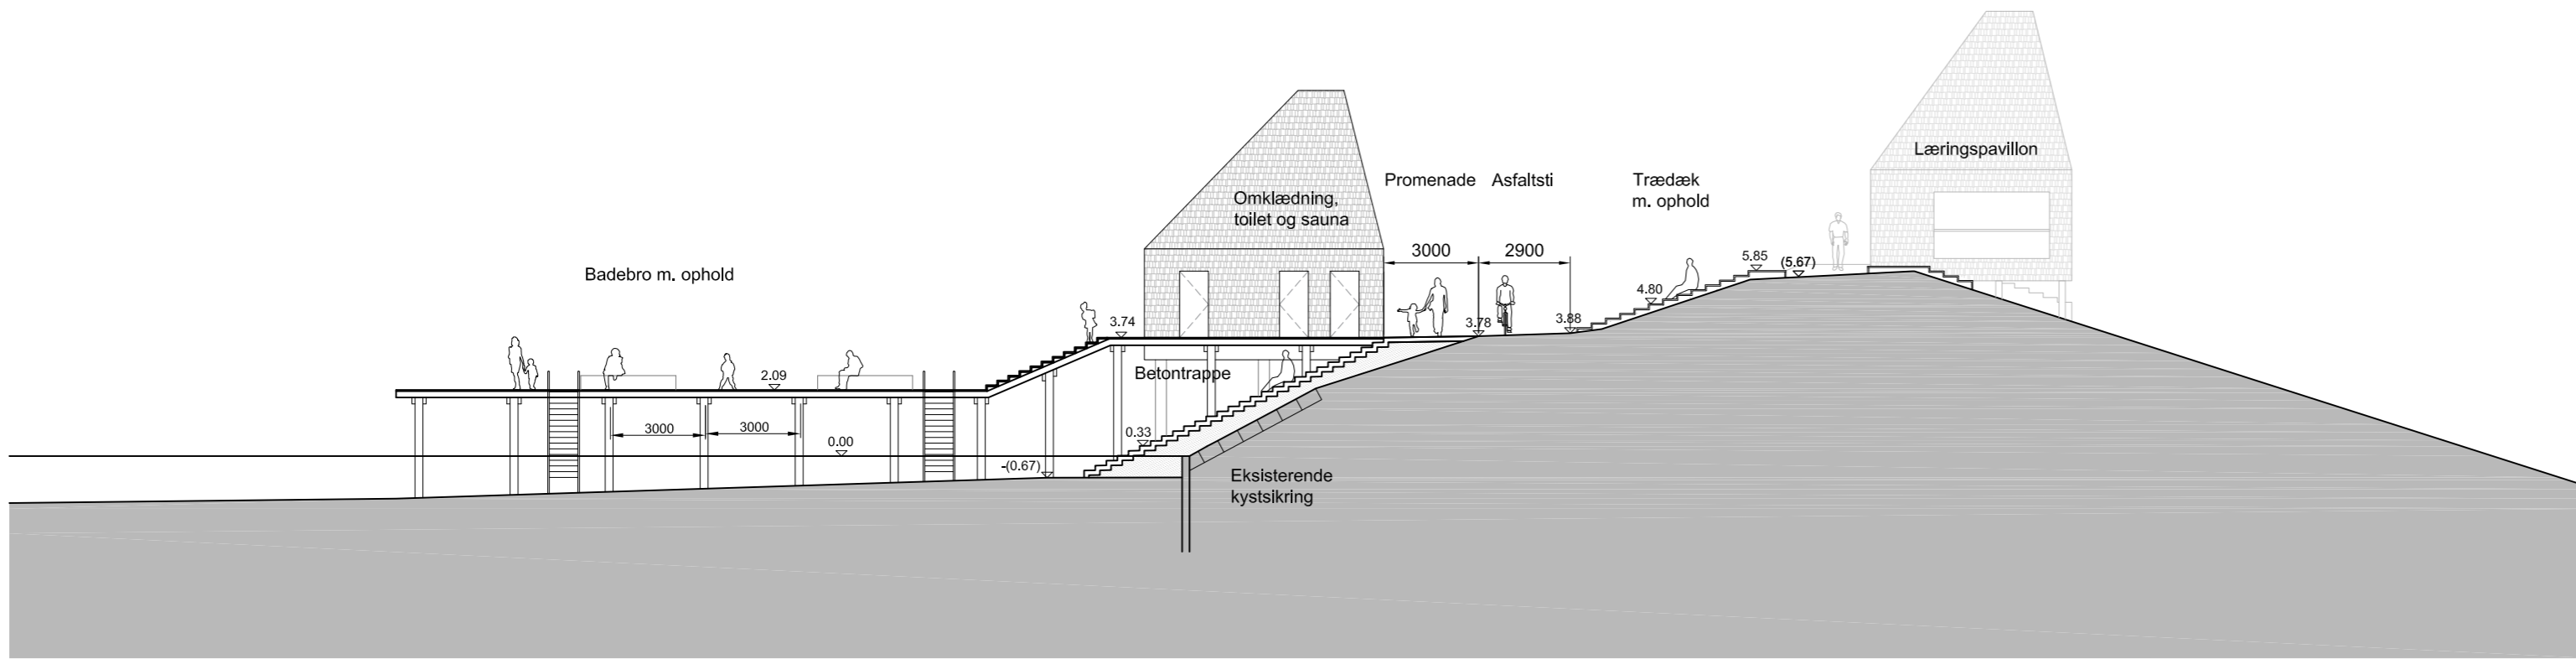 Læringspavillon
Promenade
Asfaltsti
Trædæk
m. ophold
Omklædning,
toilet og sauna
3000
2900
Badebro m. ophold
5.85
(5.67)
4.80
3.74
3.78
3.88
Betontrappe
2.09
3000
3000
0.00
0.33
-(0.67)
Eksisterende
kystsikring